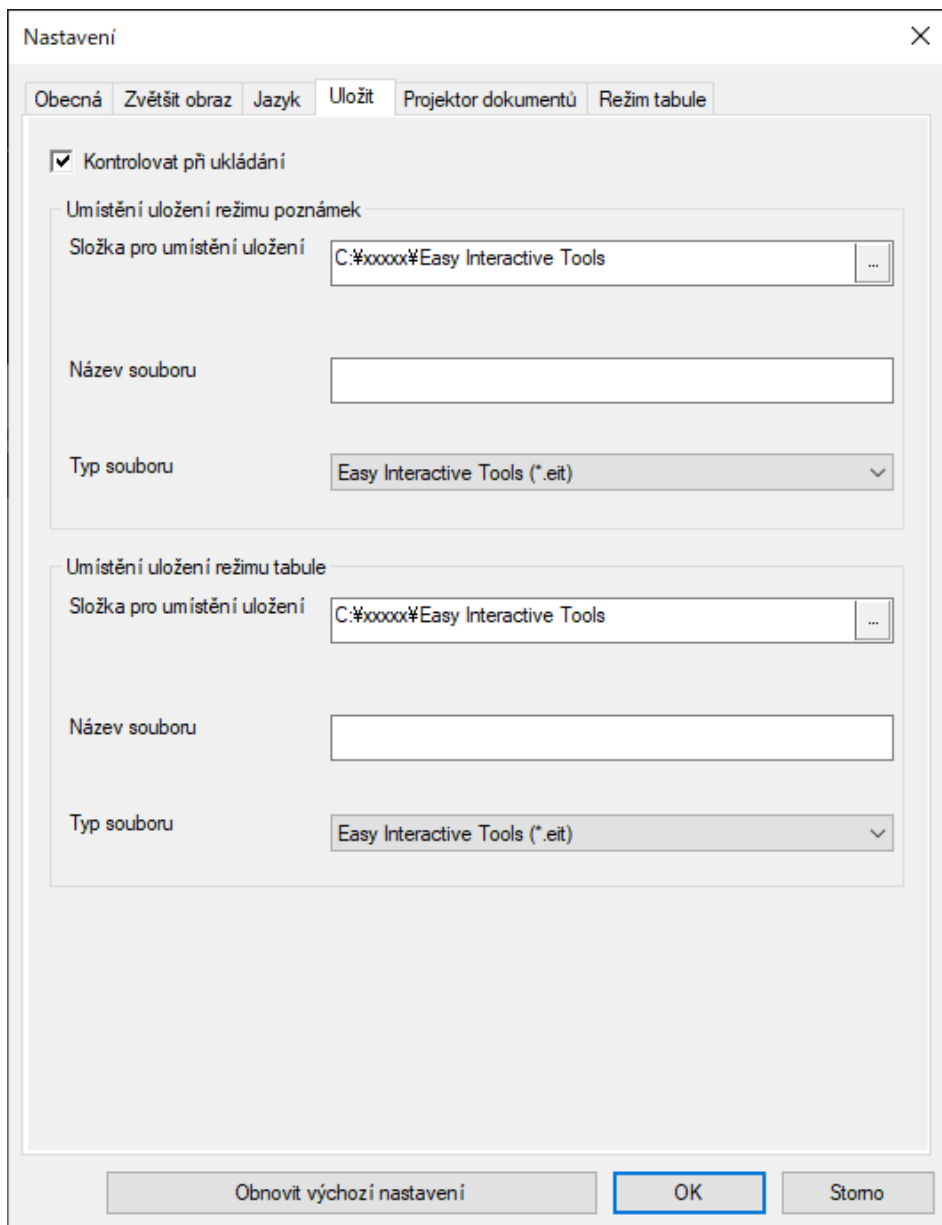 Nastavení
Obecná Zvětšit obraz Jazyk Uložit Projektor dokumentů Režim tabule
Kontrolovat při ukládání
Umístění uložení režimu poznámek
Složka pro umístění uložení C:¥xxxxx¥Easy Interactive Tools ...
Název souboru
Typ souboru Easy Interactive Tools (*.eit)
Umístění uložení režimu tabule
Složka pro umístění uložení C:¥xxxxx¥Easy Interactive Tools ...
Název souboru
Typ souboru Easy Interactive Tools (*.eit)
Obnovit výchozí nastavení OK Storno